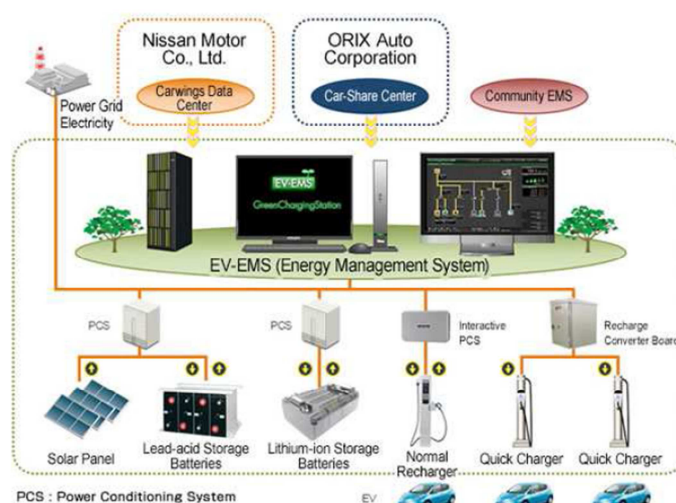 Nissan Motor
Co., Ltd.
ORIX Auto
Corporation
Carwings Data
Center
Car-Share Center
Community EMS
Power Grid
Electricity
EV-EMS
GreenChargingStation
EV-EMS (Energy Management System)
PCS
PCS
Interactive
PCS
Recharge
Converter Board
Solar Panel
Lead-acid Storage
Batteries
Lithium-ion Storage
Batteries
Normal
Recharger
Quick Charger
Quick Charger
PCS : Power Conditioning System
EV